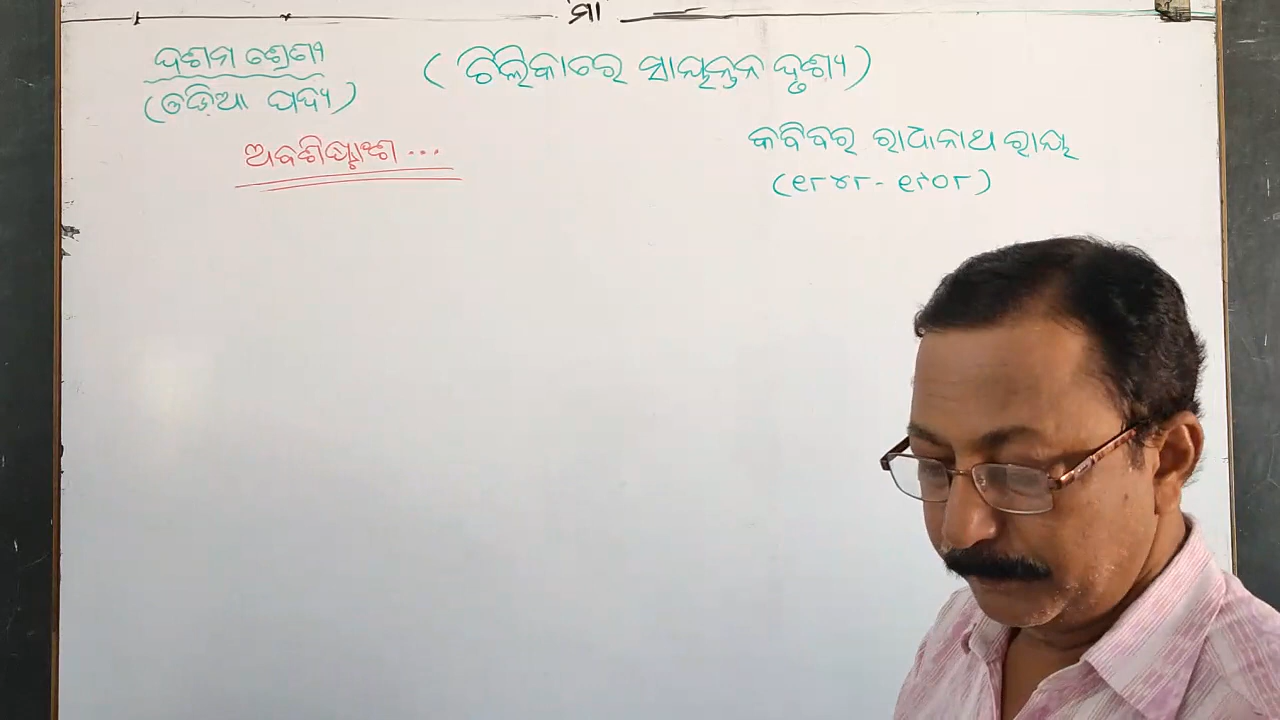 ମା
ଦଶମ ଶ୍ରେଣୀ
(ଓଡ଼ିଆ ପଦ୍ୟ)
(ଚିଲିକାରେ ସାୟନ୍ତନ ଦୃଶ୍ୟ)
ଅବଶିଷ୍ଟାଂଶ ...
କବିବର ରାଧାନାଥ ରାୟ
(୧୮୪୮- ୧୯୦୮)